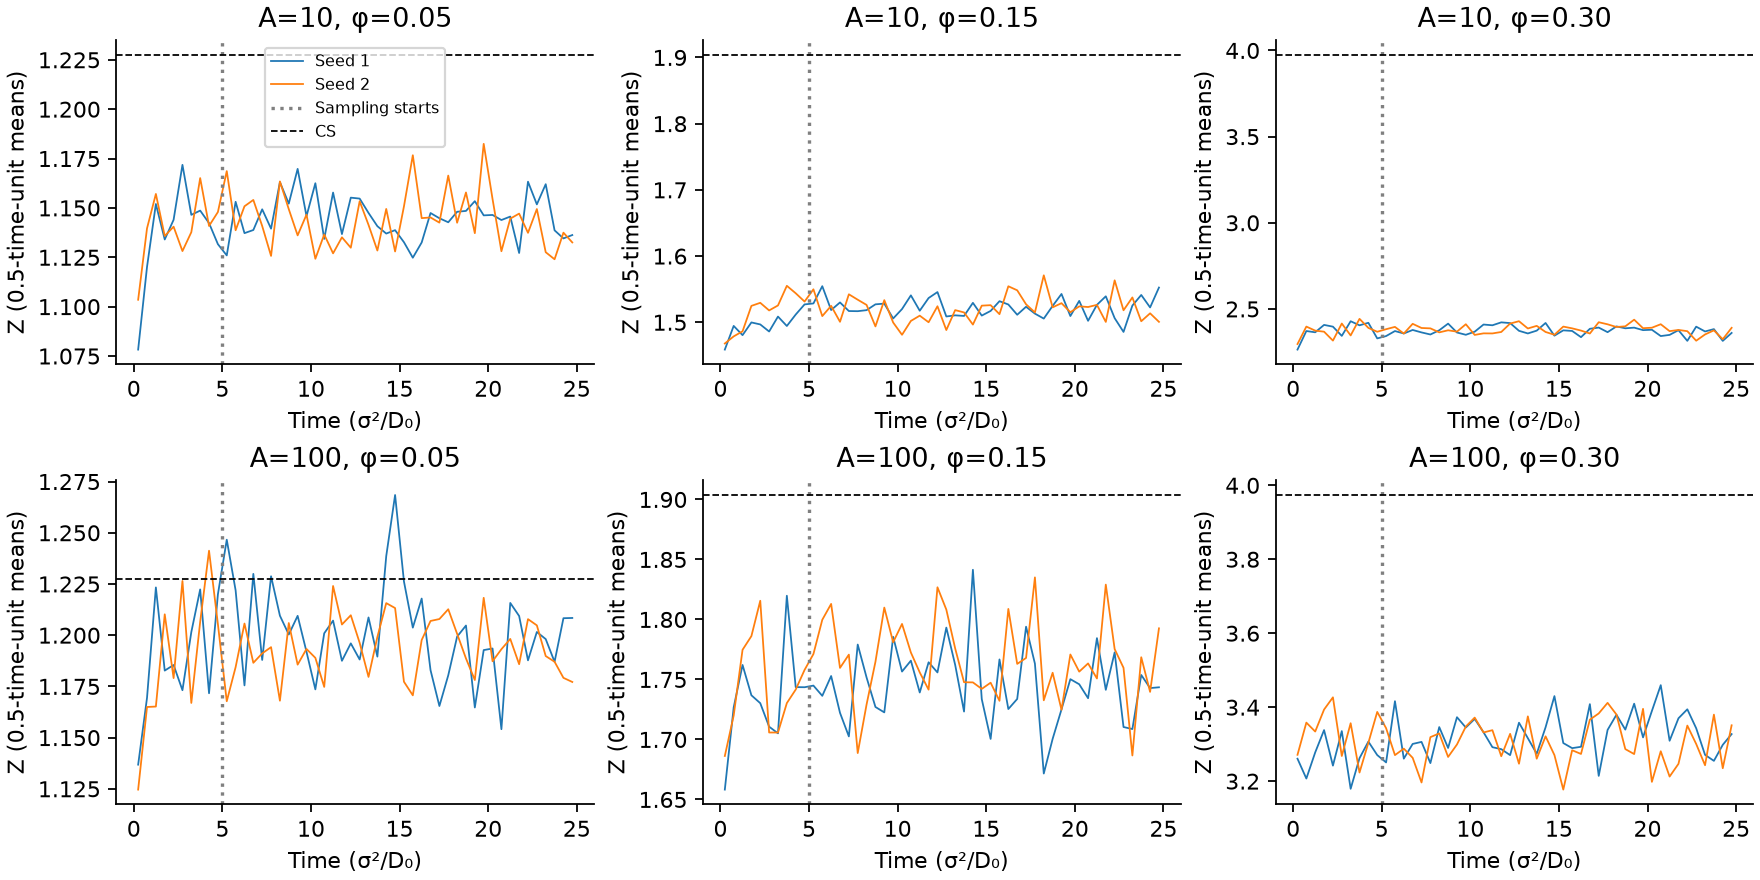 A=10, φ=0.05
Z (0.5-time-unit means)
1.225
1.200
1.175
1.150
1.125
1.100
1.075
Seed 1
Seed 2
Sampling starts
CS
0 5 10 15 20 25
Time (σ²/D₀)
A=10, φ=0.15
Z (0.5-time-unit means)
1.9
1.8
1.7
1.6
1.5
0 5 10 15 20 25
Time (σ²/D₀)
A=10, φ=0.30
Z (0.5-time-unit means)
4.0
3.5
3.0
2.5
0 5 10 15 20 25
Time (σ²/D₀)
A=100, φ=0.05
Z (0.5-time-unit means)
1.275
1.250
1.225
1.200
1.175
1.150
1.125
0 5 10 15 20 25
Time (σ²/D₀)
A=100, φ=0.15
Z (0.5-time-unit means)
1.90
1.85
1.80
1.75
1.70
1.65
0 5 10 15 20 25
Time (σ²/D₀)
A=100, φ=0.30
Z (0.5-time-unit means)
4.0
3.8
3.6
3.4
3.2
0 5 10 15 20 25
Time (σ²/D₀)